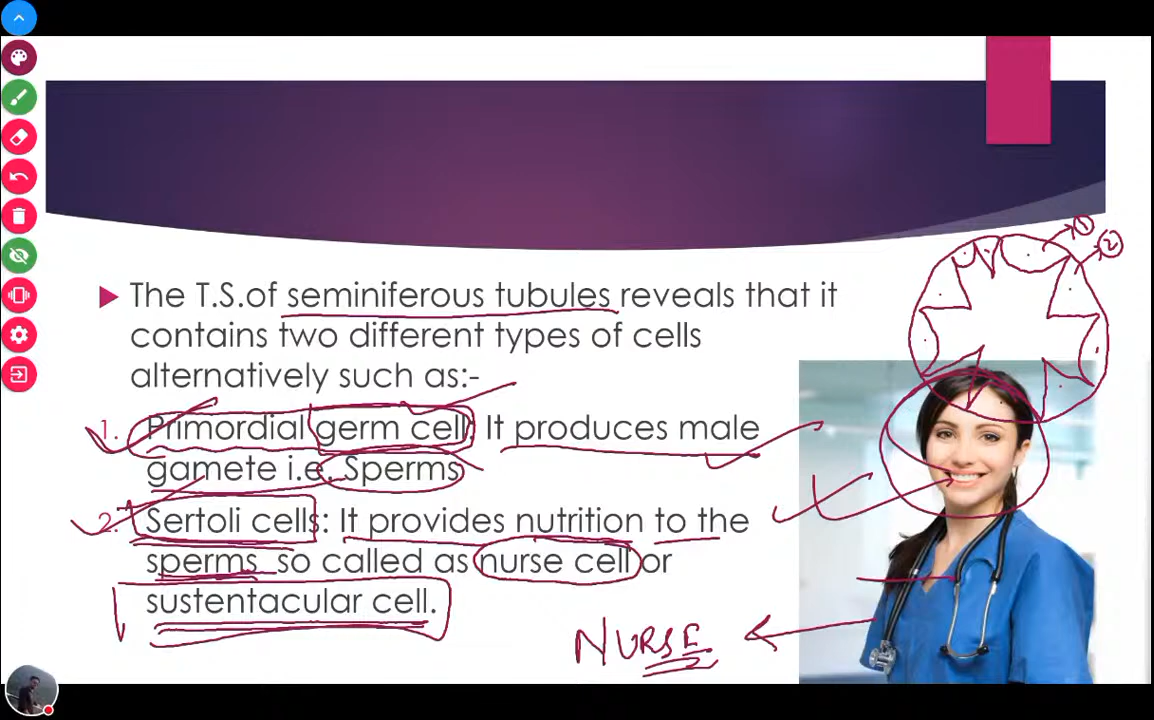 ①
②
The T.S.of seminiferous tubules reveals that it
contains two different types of cells
alternatively such as:-
1. Primordial germ cell: It produces male
gamete i.e. Sperms
2. Sertoli cells: It provides nutrition to the
sperms so called as nurse cell or
sustentacular cell.
NURSE